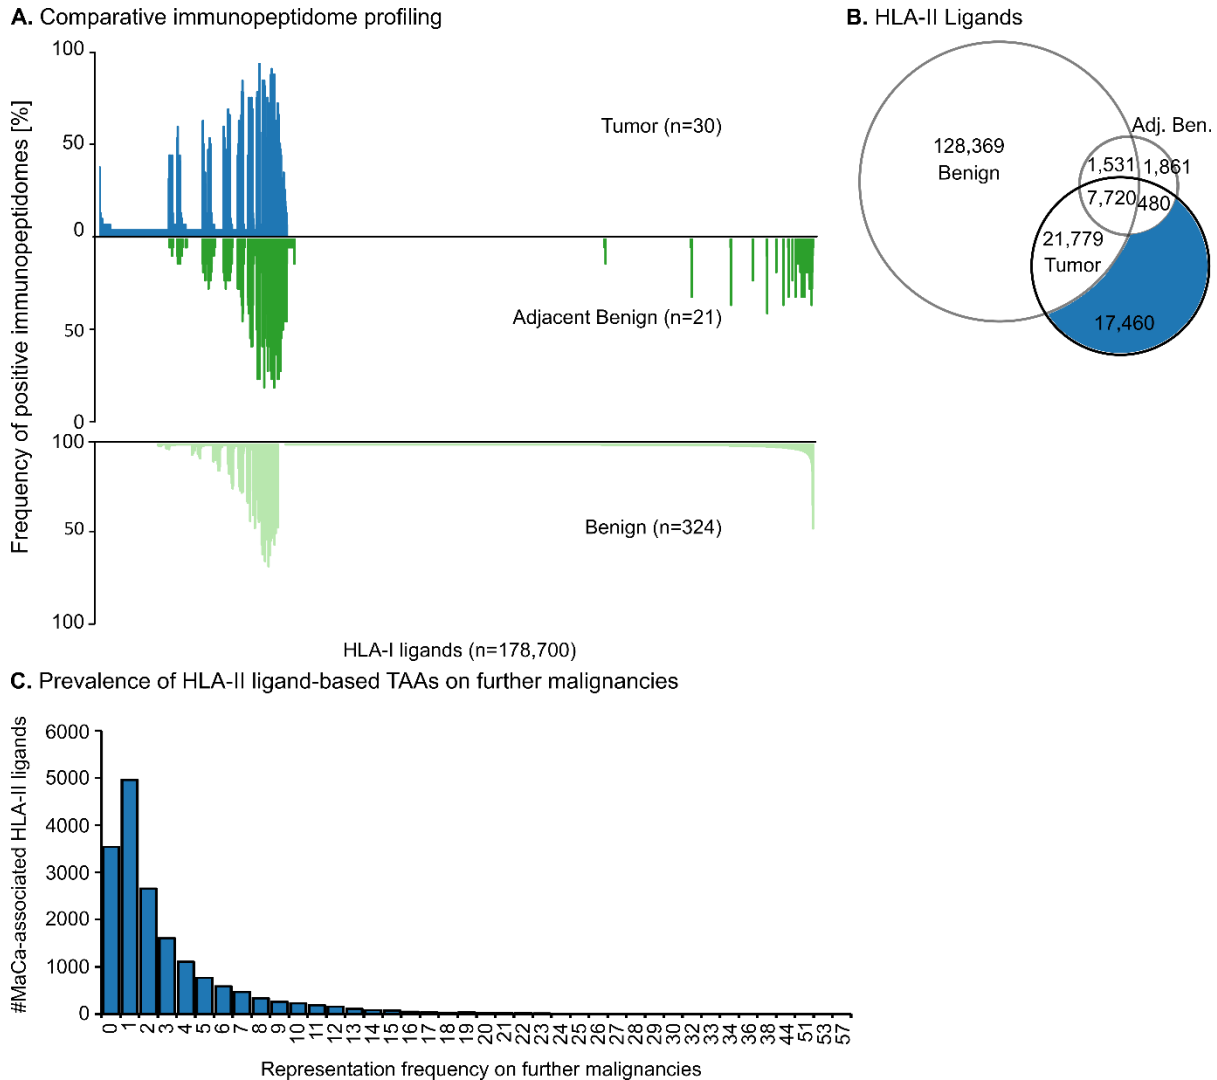 A. Comparative immunopeptidome profiling
Frequency of positive immunopeptidomes [%]
100
50
0
50
0
100
50
100
Tumor (n=30)
Adjacent Benign (n=21)
Benign (n=324)
HLA-I ligands (n=178,700)
B. HLA-II Ligands
Adj. Ben.
128,369
Benign
1,531
1,861
7,720
480
21,779
Tumor
17,460
C. Prevalence of HLA-II ligand-based TAAs on further malignancies
#MaCa-associated HLA-II ligands
6000
5000
4000
3000
2000
1000
0
0 1 2 3 4 5 6 7 8 9 10 11 12 13 14 15 16 17 18 19 20 21 22 23 24 25 26 27 28 29 30 32 33 34 36 38 44 51 53 57
Representation frequency on further malignancies